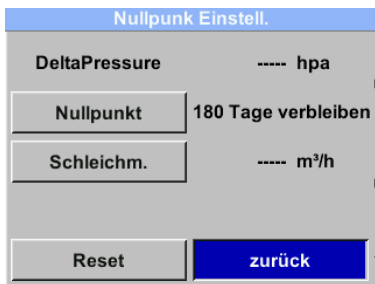 Nullpunk Einstell.
DeltaPressure ----- hpa
Nullpunkt 180 Tage verbleiben
Schleichm. ----- m³/h
Reset zurück